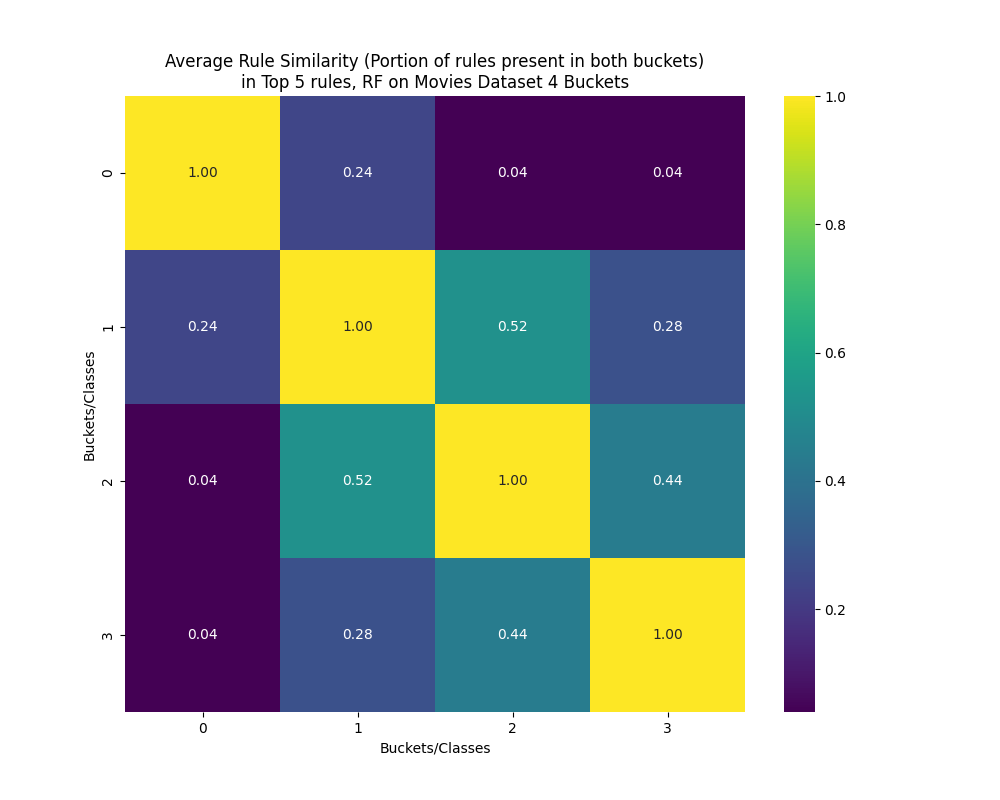 Average Rule Similarity (Portion of rules present in both buckets)
in Top 5 rules, RF on Movies Dataset 4 Buckets
1.0
0 1.00 0.24 0.04 0.04
0.8
1 0.24 1.00 0.52 0.28
0.6
Buckets/Classes
2 0.04 0.52 1.00 0.44
0.4
0.2
3 0.04 0.28 0.44 1.00
0 1 2 3
Buckets/Classes